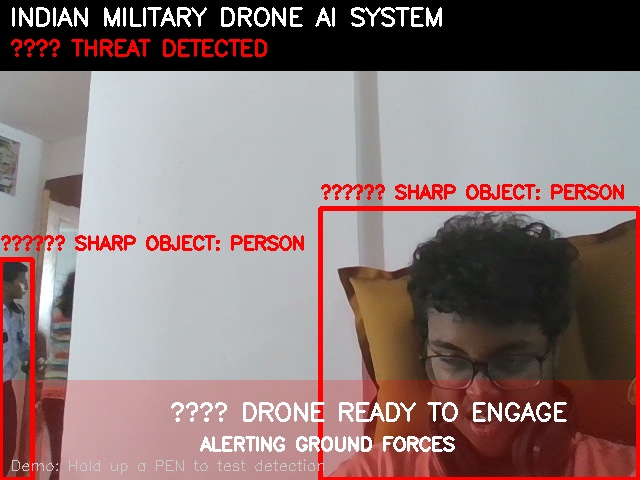 INDIAN MILITARY DRONE AI SYSTEM
???? THREAT DETECTED
?????? SHARP OBJECT: PERSON
?????? SHARP OBJECT: PERSON
???? DRONE READY TO ENGAGE
ALERTING GROUND FORCES
Demo: Hold up a PEN to test detection